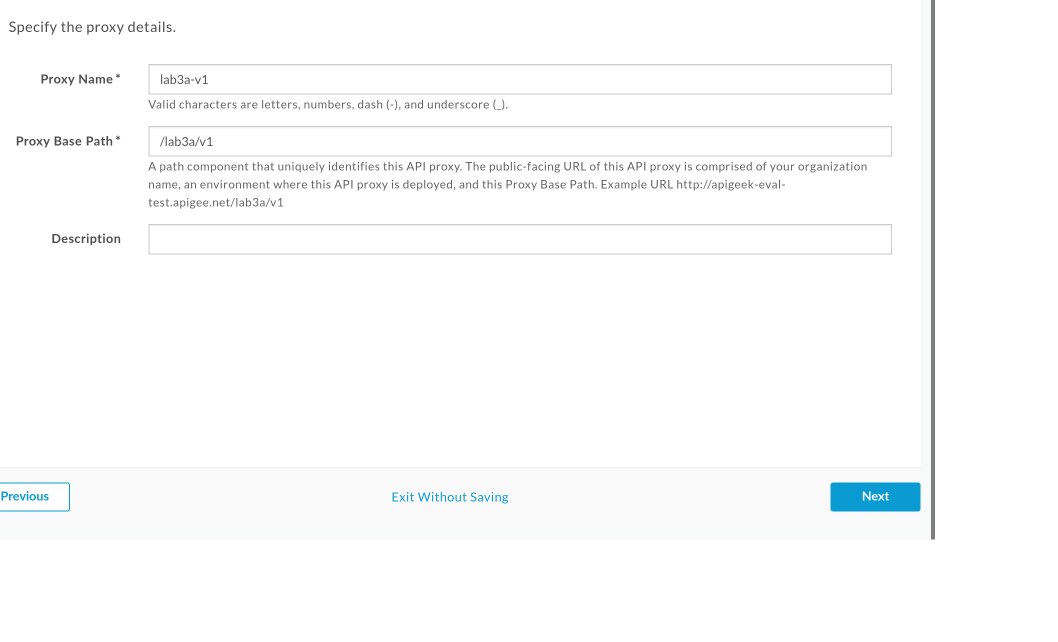 Specify the proxy details.
Proxy Name *
lab3a-v1
Valid characters are letters, numbers, dash (-), and underscore (_).
Proxy Base Path *
/lab3a/v1
A path component that uniquely identifies this API proxy. The public-facing URL of this API proxy is comprised of your organization
name, an environment where this API proxy is deployed, and this Proxy Base Path. Example URL http://apigeek-eval-
test.apigee.net/lab3a/v1
Description
Previous
Exit Without Saving
Next